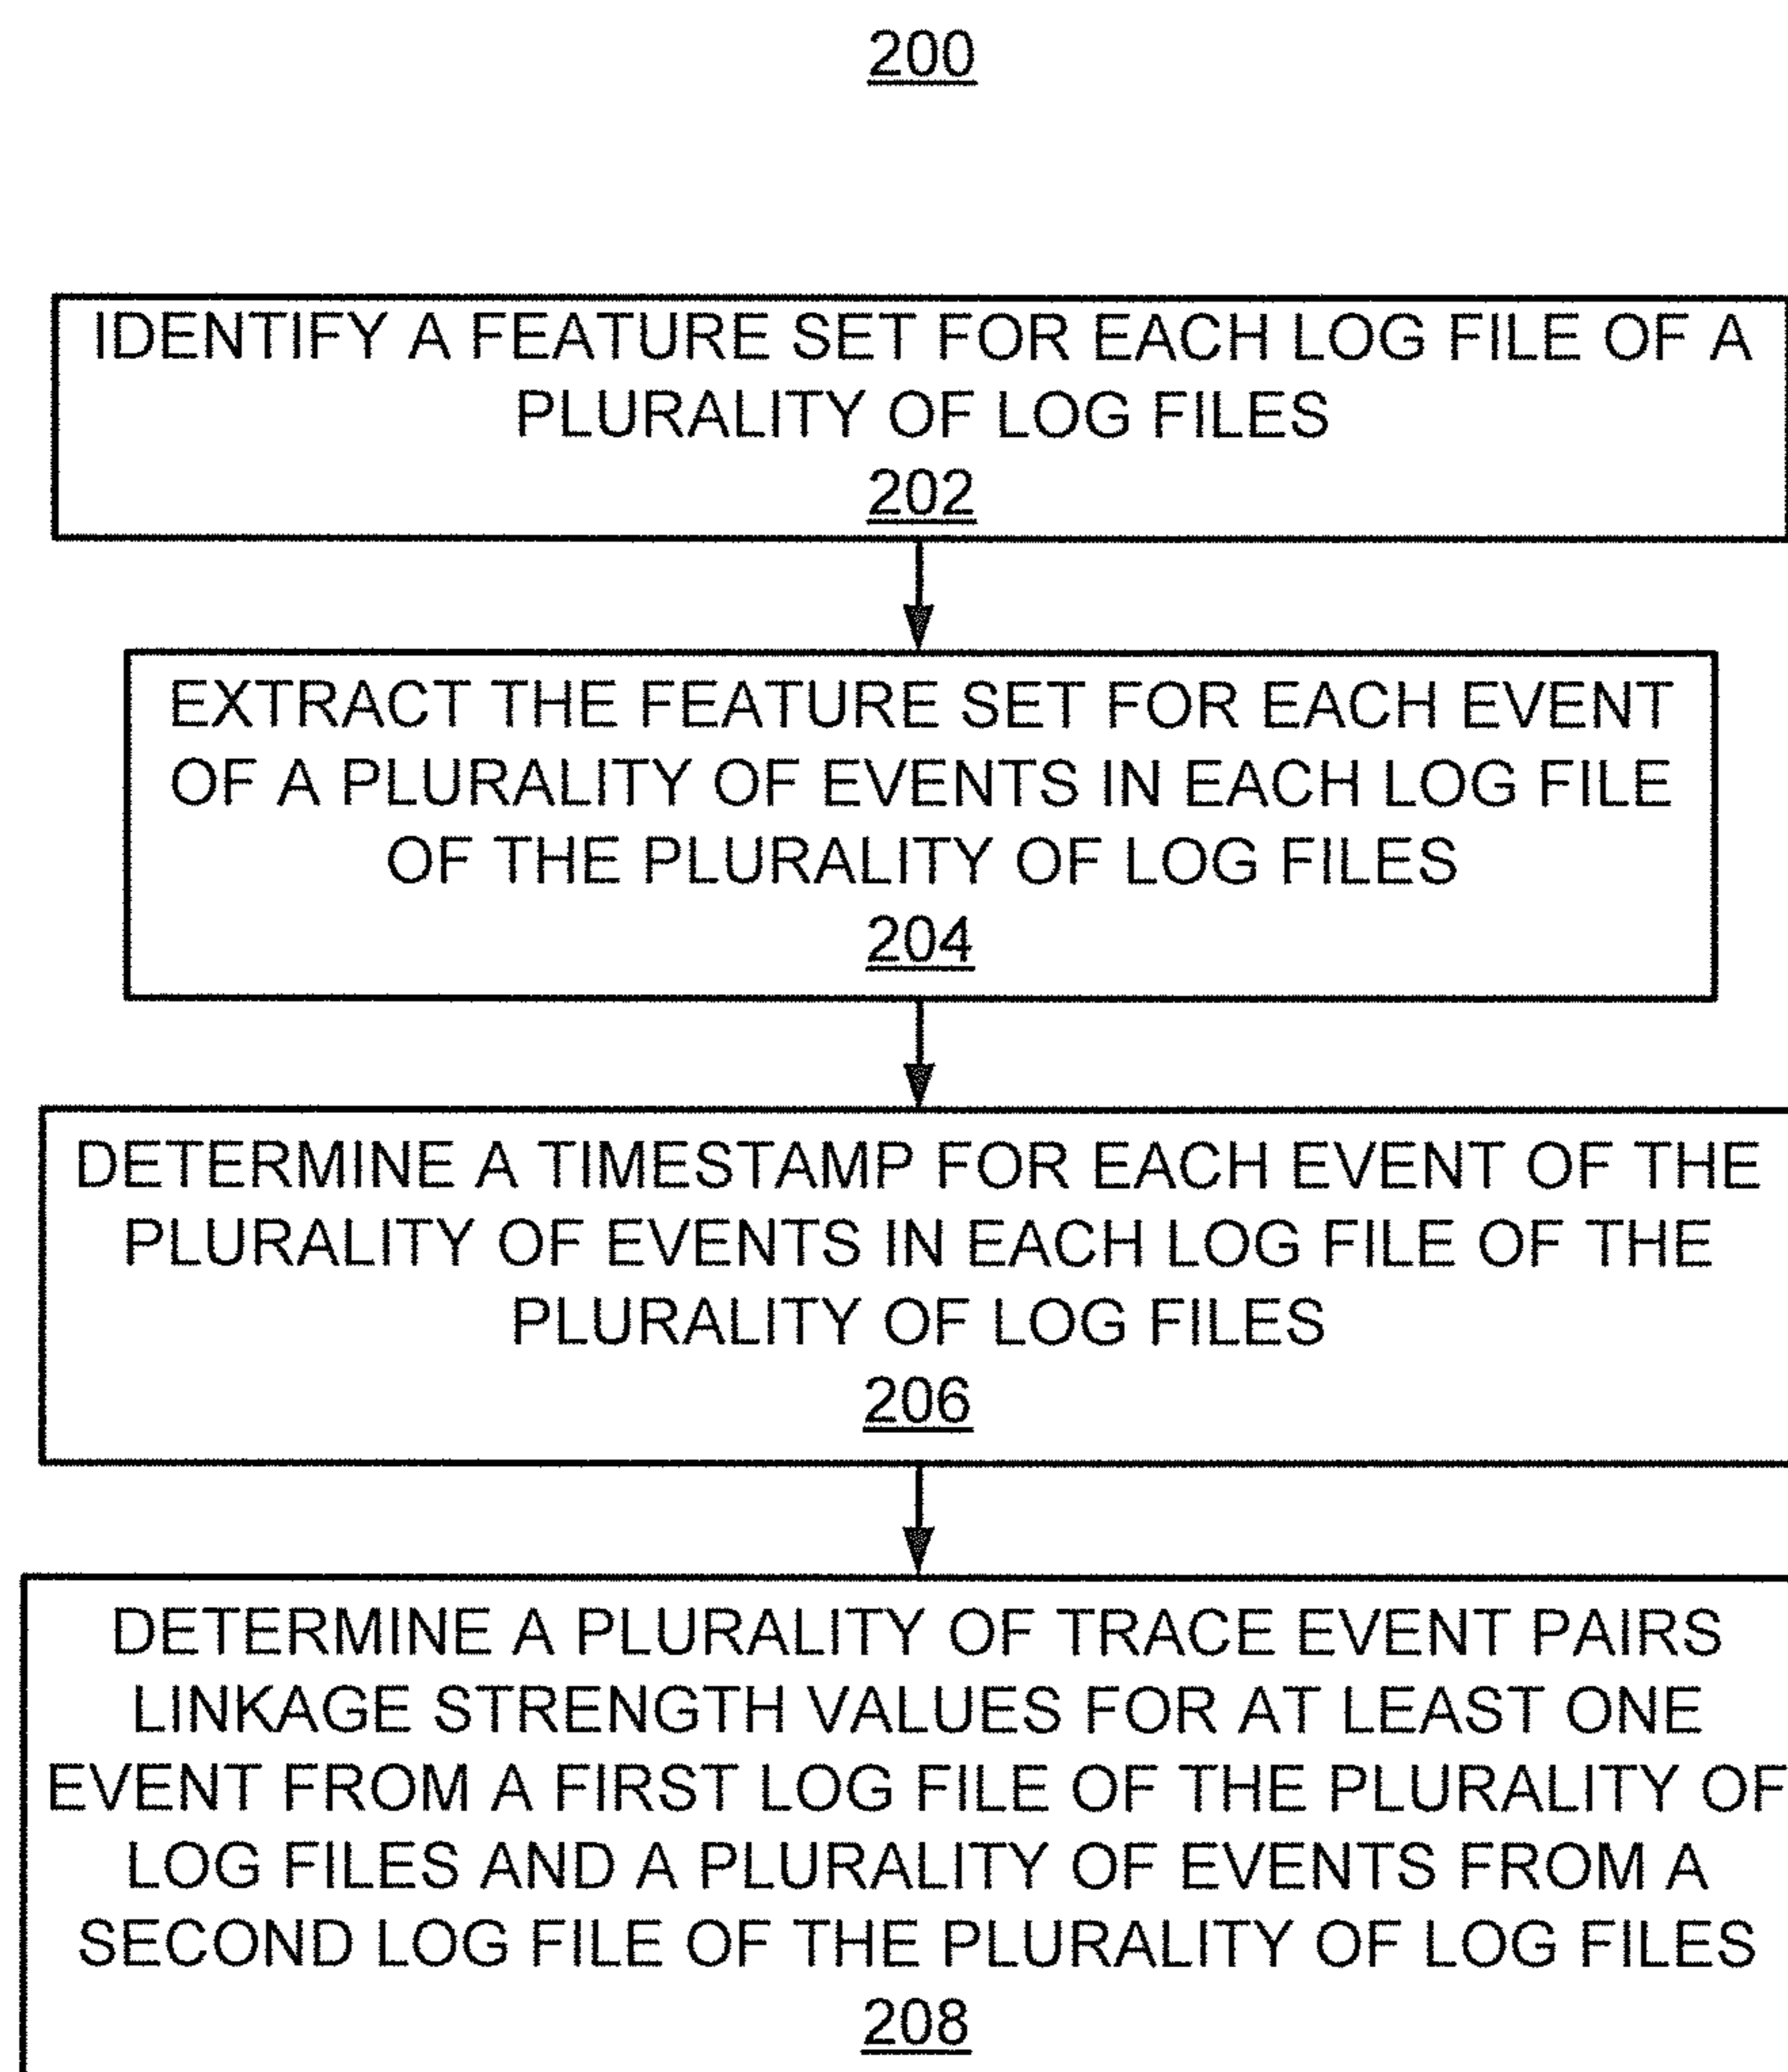 200
IDENTIFY A FEATURE SET FOR EACH LOG FILE OF A
PLURALITY OF LOG FILES
202
EXTRACT THE FEATURE SET FOR EACH EVENT
OF A PLURALITY OF EVENTS IN EACH LOG FILE
OF THE PLURALITY OF LOG FILES
204
DETERMINE A TIMESTAMP FOR EACH EVENT OF THE
PLURALITY OF EVENTS IN EACH LOG FILE OF THE
PLURALITY OF LOG FILES
206
DETERMINE A PLURALITY OF TRACE EVENT PAIRS
LINKAGE STRENGTH VALUES FOR AT LEAST ONE
EVENT FROM A FIRST LOG FILE OF THE PLURALITY OF
LOG FILES AND A PLURALITY OF EVENTS FROM A
SECOND LOG FILE OF THE PLURALITY OF LOG FILES
208